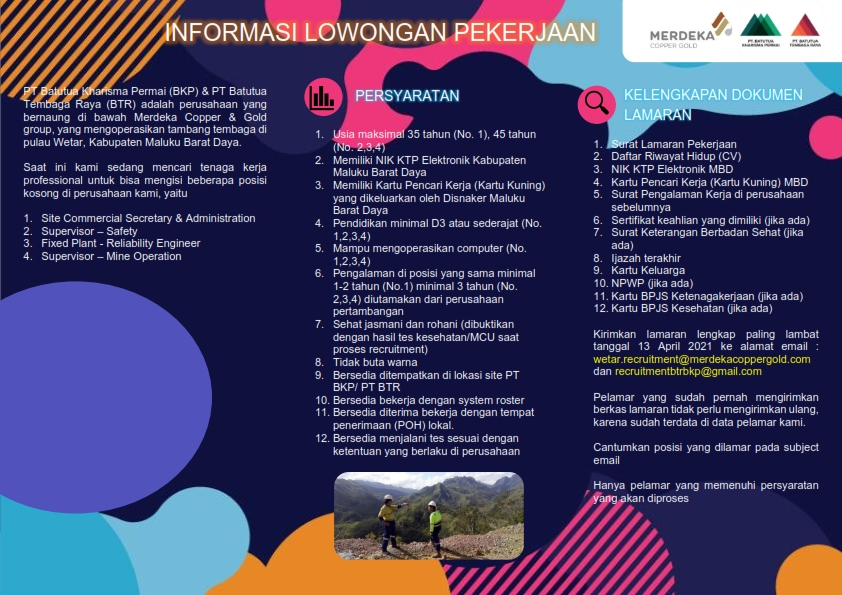 INFORMASI LOWONGAN PEKERJAAN
MERDEKA
COPPER GOLD
PT. BATUTUA
KHARISMA PERMAI
PT. BATUTUA
TEMBAGA RAYA
PT Batutua Kharisma Permai (BKP) & PT Batutua
Tembaga Raya (BTR) adalah perusahaan yang
bernaung di bawah Merdeka Copper & Gold
group, yang mengoperasikan tambang tembaga di
pulau Wetar, Kabupaten Maluku Barat Daya.
Saat ini kami sedang mencari tenaga kerja
professional untuk bisa mengisi beberapa posisi
kosong di perusahaan kami, yaitu
1. Site Commercial Secretary & Administration
2. Supervisor – Safety
3. Fixed Plant - Reliability Engineer
4. Supervisor – Mine Operation
PERSYARATAN
1. Usia maksimal 35 tahun (No. 1), 45 tahun
(No. 2,3,4)
2. Memiliki NIK KTP Elektronik Kabupaten
Maluku Barat Daya
3. Memiliki Kartu Pencari Kerja (Kartu Kuning)
yang dikeluarkan oleh Disnaker Maluku
Barat Daya
4. Pendidikan minimal D3 atau sederajat (No.
1,2,3,4)
5. Mampu mengoperasikan computer (No.
1,2,3,4)
6. Pengalaman di posisi yang sama minimal
1-2 tahun (No.1) minimal 3 tahun (No.
2,3,4) diutamakan dari perusahaan
pertambangan
7. Sehat jasmani dan rohani (dibuktikan
dengan hasil tes kesehatan/MCU saat
proses recruitment)
8. Tidak buta warna
9. Bersedia ditempatkan di lokasi site PT
BKP/ PT BTR
10. Bersedia bekerja dengan system roster
11. Bersedia diterima bekerja dengan tempat
penerimaan (POH) lokal.
12. Bersedia menjalani tes sesuai dengan
ketentuan yang berlaku di perusahaan
KELENGKAPAN DOKUMEN
LAMARAN
1. Surat Lamaran Pekerjaan
2. Daftar Riwayat Hidup (CV)
3. NIK KTP Elektronik MBD
4. Kartu Pencari Kerja (Kartu Kuning) MBD
5. Surat Pengalaman Kerja di perusahaan
sebelumnya
6. Sertifikat keahlian yang dimiliki (jika ada)
7. Surat Keterangan Berbadan Sehat (jika
ada)
8. Ijazah terakhir
9. Kartu Keluarga
10. NPWP (jika ada)
11. Kartu BPJS Ketenagakerjaan (jika ada)
12. Kartu BPJS Kesehatan (jika ada)
Kirimkan lamaran lengkap paling lambat
tanggal 13 April 2021 ke alamat email :
wetar.recruitment@merdekacoppergold.com
dan recruitmentbtrbkp@gmail.com
Pelamar yang sudah pernah mengirimkan
berkas lamaran tidak perlu mengirimkan ulang,
karena sudah terdata di data pelamar kami.
Cantumkan posisi yang dilamar pada subject
email
Hanya pelamar yang memenuhi persyaratan
yang akan diproses